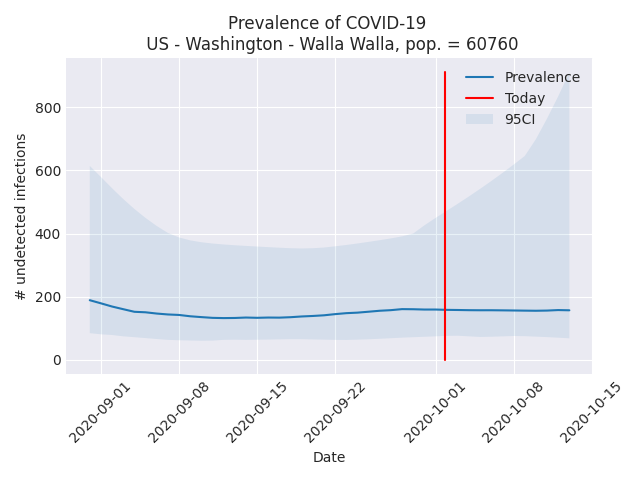 Prevalence of COVID-19
US - Washington - Walla Walla, pop. = 60760
Prevalence
Today
95CI
# undetected infections
800
600
400
200
0
2020-09-01
2020-09-08
2020-09-15
2020-09-22
2020-10-01
2020-10-08
2020-10-15
Date